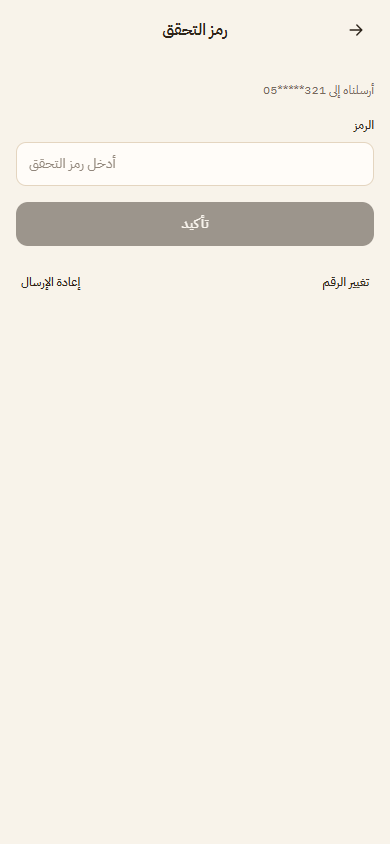 رمز التحقق
أرسلناه إلى 05*****321
الرمز
أدخل رمز التحقق
تأكيد
تغيير الرقم
إعادة الإرسال